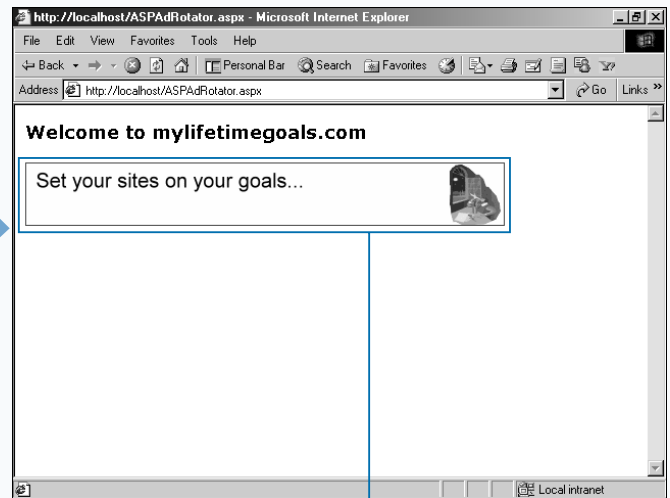 http://localhost/ASPAdRotator.aspx - Microsoft Internet Explorer
File Edit View Favorites Tools Help
Back Personal Bar Search Favorites
Address http://localhost/ASPAdRotator.aspx Go Links »
Welcome to mylifetimegoals.com
Set your sites on your goals...
Local intranet